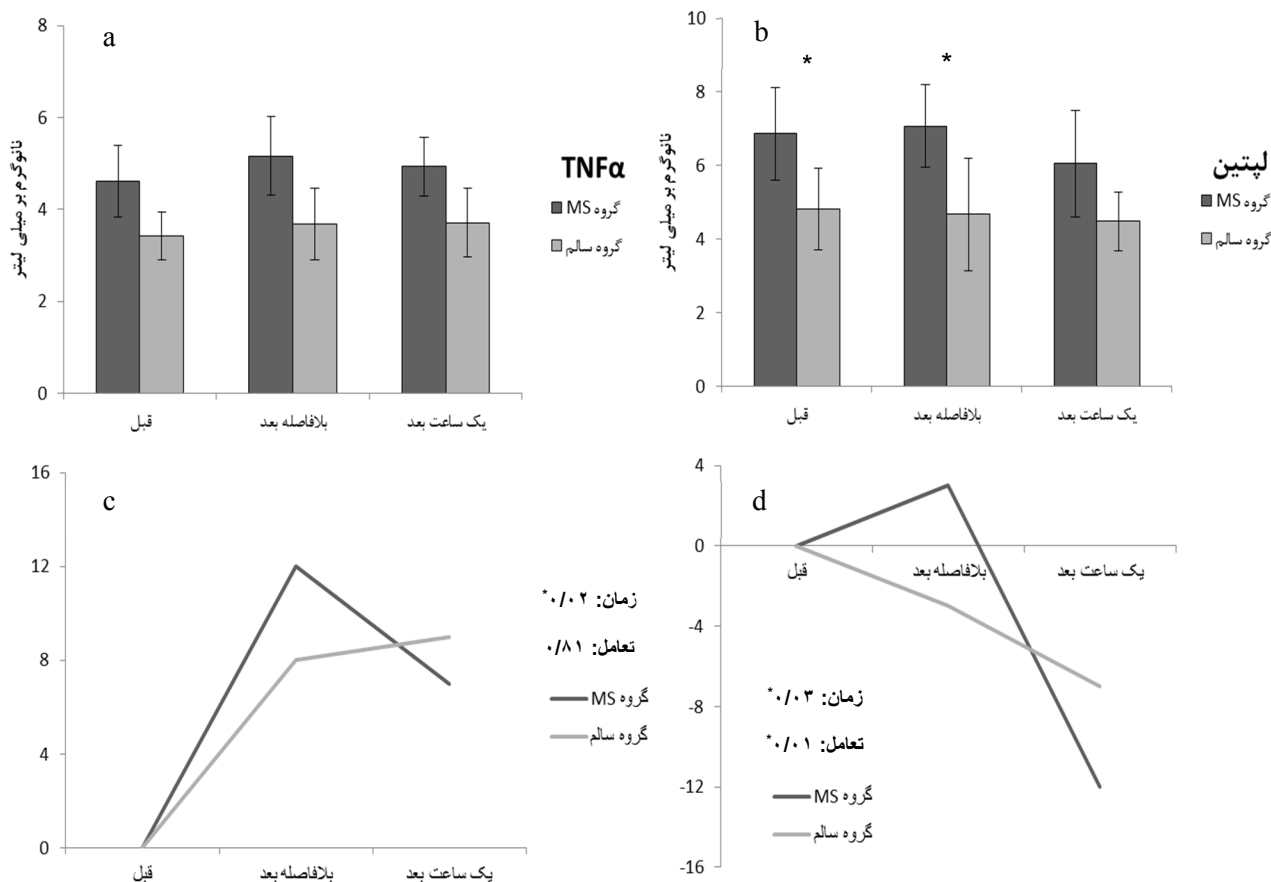 a
8
6
4
2
0
نانوگرم بر میلی لیتر
TNFα
گروه MS
گروه سالم
قبل
بلافاصله بعد
یک ساعت بعد
b
10
8
6
4
2
0
نانوگرم بر میلی لیتر
*
*
لپتین
گروه MS
گروه سالم
قبل
بلافاصله بعد
یک ساعت بعد
c
16
12
8
4
0
زمان: ۰/۰۲*
تعامل: ۰/۸۱
گروه MS
گروه سالم
قبل
بلافاصله بعد
یک ساعت بعد
d
4
0
-4
-8
-12
-16
قبل
بلافاصله بعد
یک ساعت بعد
زمان: ۰/۰۳*
تعامل: ۰/۰۱*
گروه MS
گروه سالم